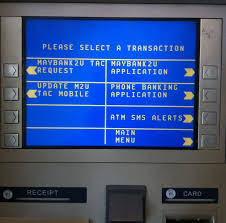 PLEASE SELECT A TRANSACTION
MAYBANK2U TAC
REQUEST
MAYBANK2U
APPLICATION
UPDATE M2U
TAC MOBILE
PHONE BANKING
APPLICATION
ATM SMS ALERTS
MAIN
MENU
RECEIPT
CARD